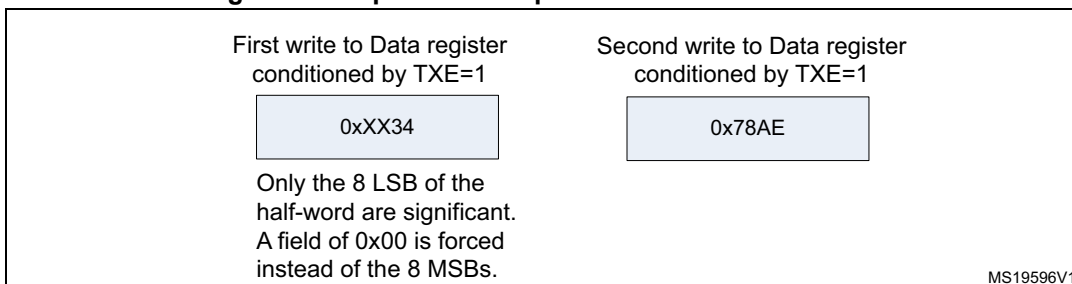 First write to Data register
conditioned by TXE=1
0xXX34
Only the 8 LSB of the
half-word are significant.
A field of 0x00 is forced
instead of the 8 MSBs.
Second write to Data register
conditioned by TXE=1
0x78AE
MS19596V1